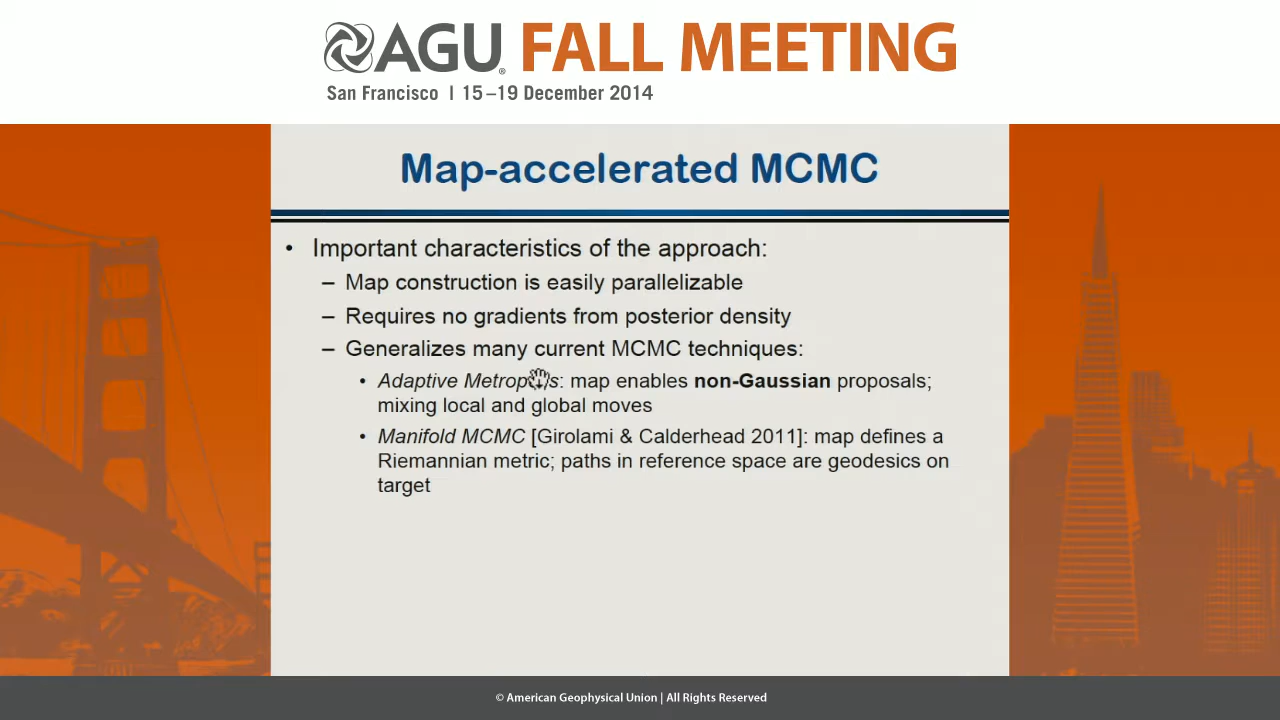 AGU FALL MEETING
San Francisco | 15–19 December 2014
Map-accelerated MCMC
• Important characteristics of the approach:
– Map construction is easily parallelizable
– Requires no gradients from posterior density
– Generalizes many current MCMC techniques:
• Adaptive Metropolis: map enables non-Gaussian proposals;
mixing local and global moves
• Manifold MCMC [Girolami & Calderhead 2011]: map defines a
Riemannian metric; paths in reference space are geodesics on
target
© American Geophysical Union | All Rights Reserved